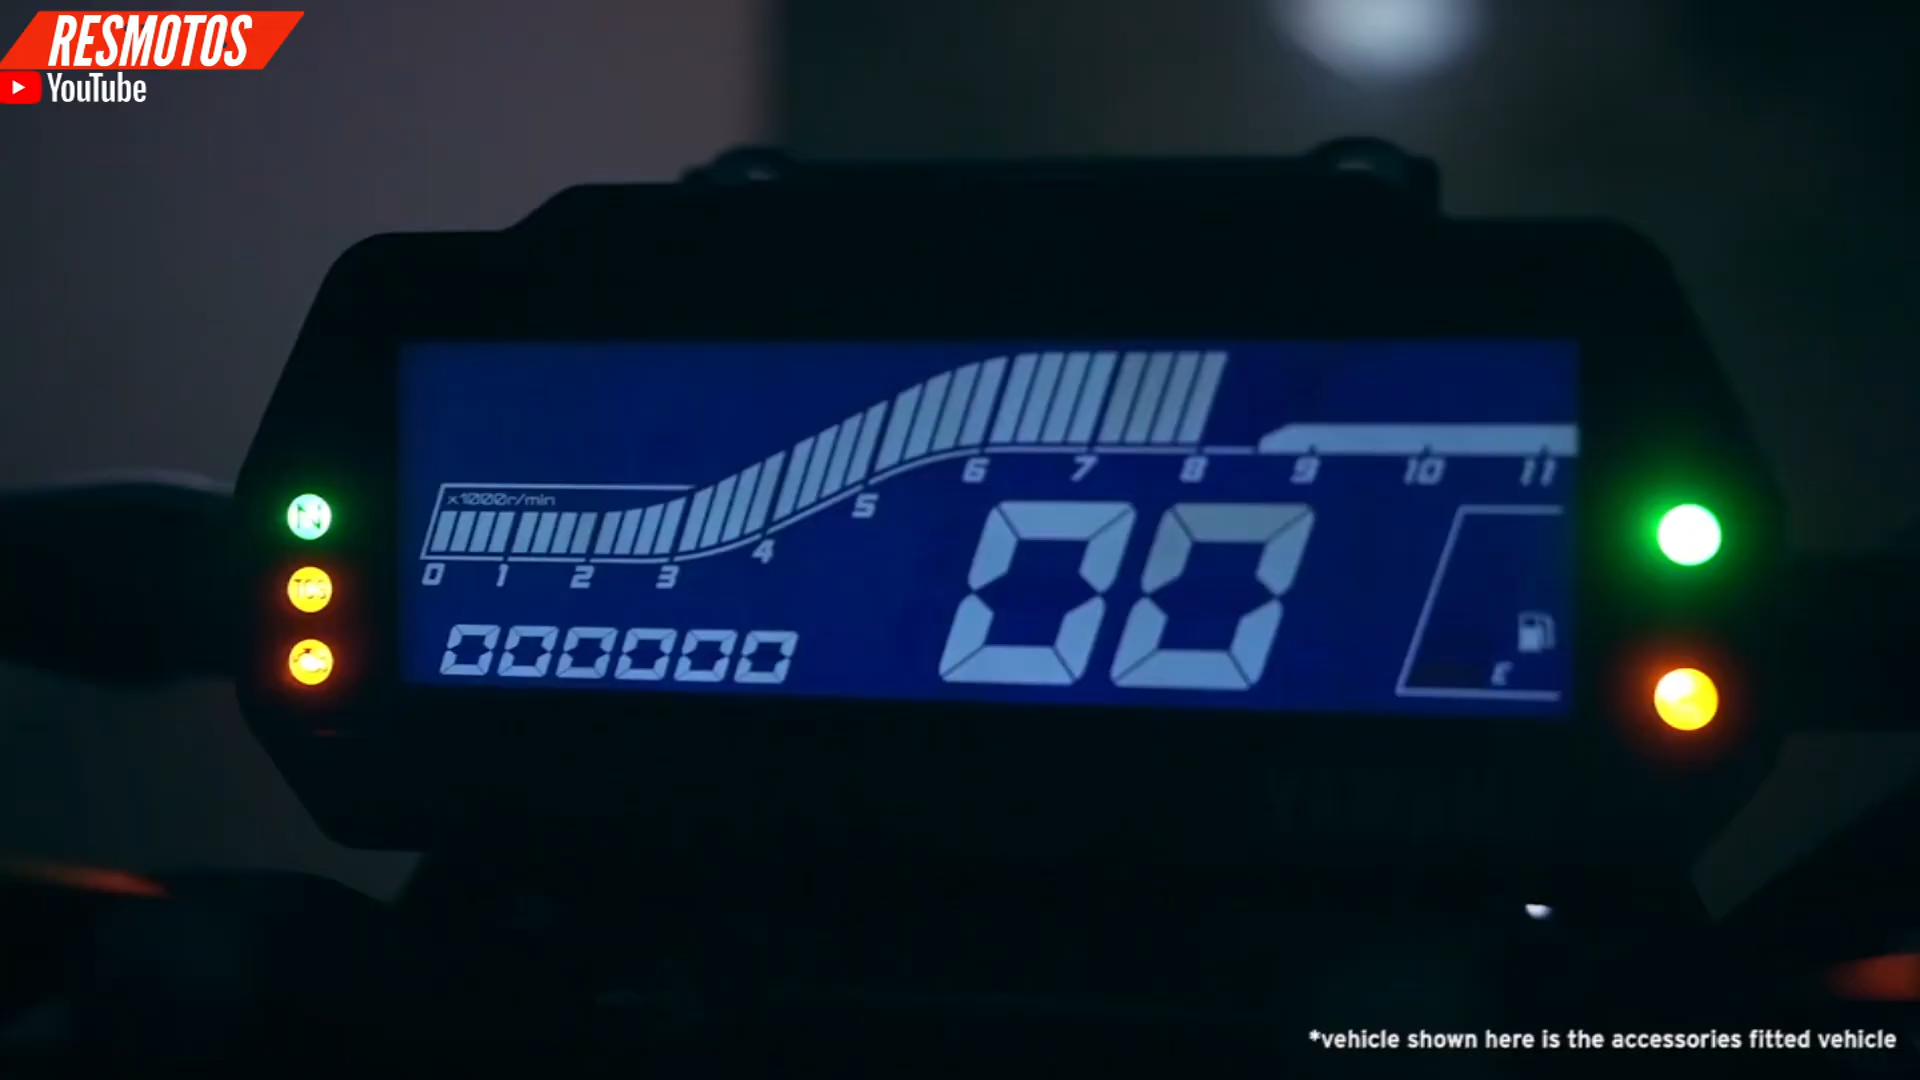 RESMOTOS
YouTube
x1000r/min
0 1 2 3 4 5 6 7 8 9 10 11
N
TCS
000000
00
E
*vehicle shown here is the accessories fitted vehicle